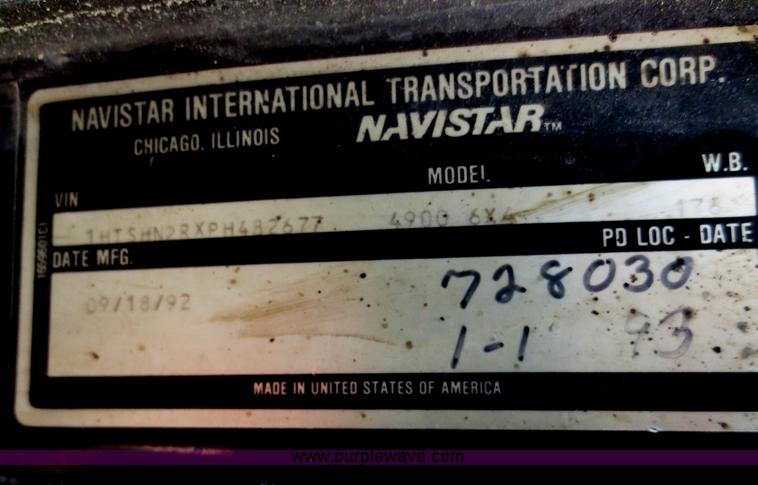 NAVISTAR INTERNATIONAL TRANSPORTATION CORP.
CHICAGO, ILLINOIS NAVISTAR™
VIN MODEL W.B.
1HTSHN2RXPH482677 4900 6X4
DATE MFG. PD LOC - DATE
09/18/92 728030
1-1 93
MADE IN UNITED STATES OF AMERICA
1659601C1
www.purplewave.com